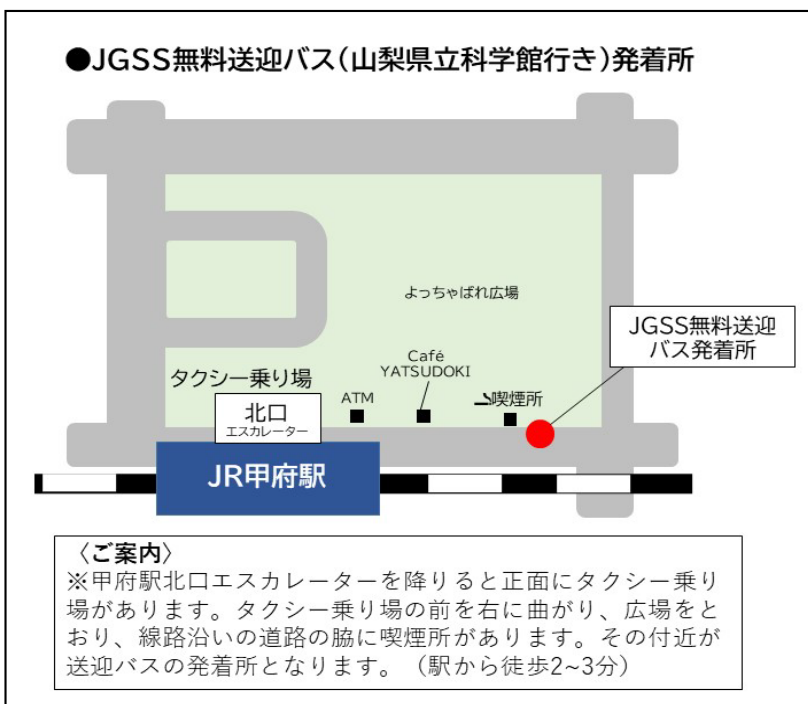 ●JGSS無料送迎バス(山梨県立科学館行き)発着所
よっちゃばれ広場
JGSS無料送迎
バス発着所
Café
YATSUDOKI
タクシー乗り場
ATM
喫煙所
北口
エスカレーター
JR甲府駅
〈ご案内〉
※甲府駅北口エスカレーターを降りると正面にタクシー乗り
場があります。タクシー乗り場の前を右に曲がり、広場をと
おり、線路沿いの道路の脇に喫煙所があります。その付近が
送迎バスの発着所となります。（駅から徒歩2~3分）